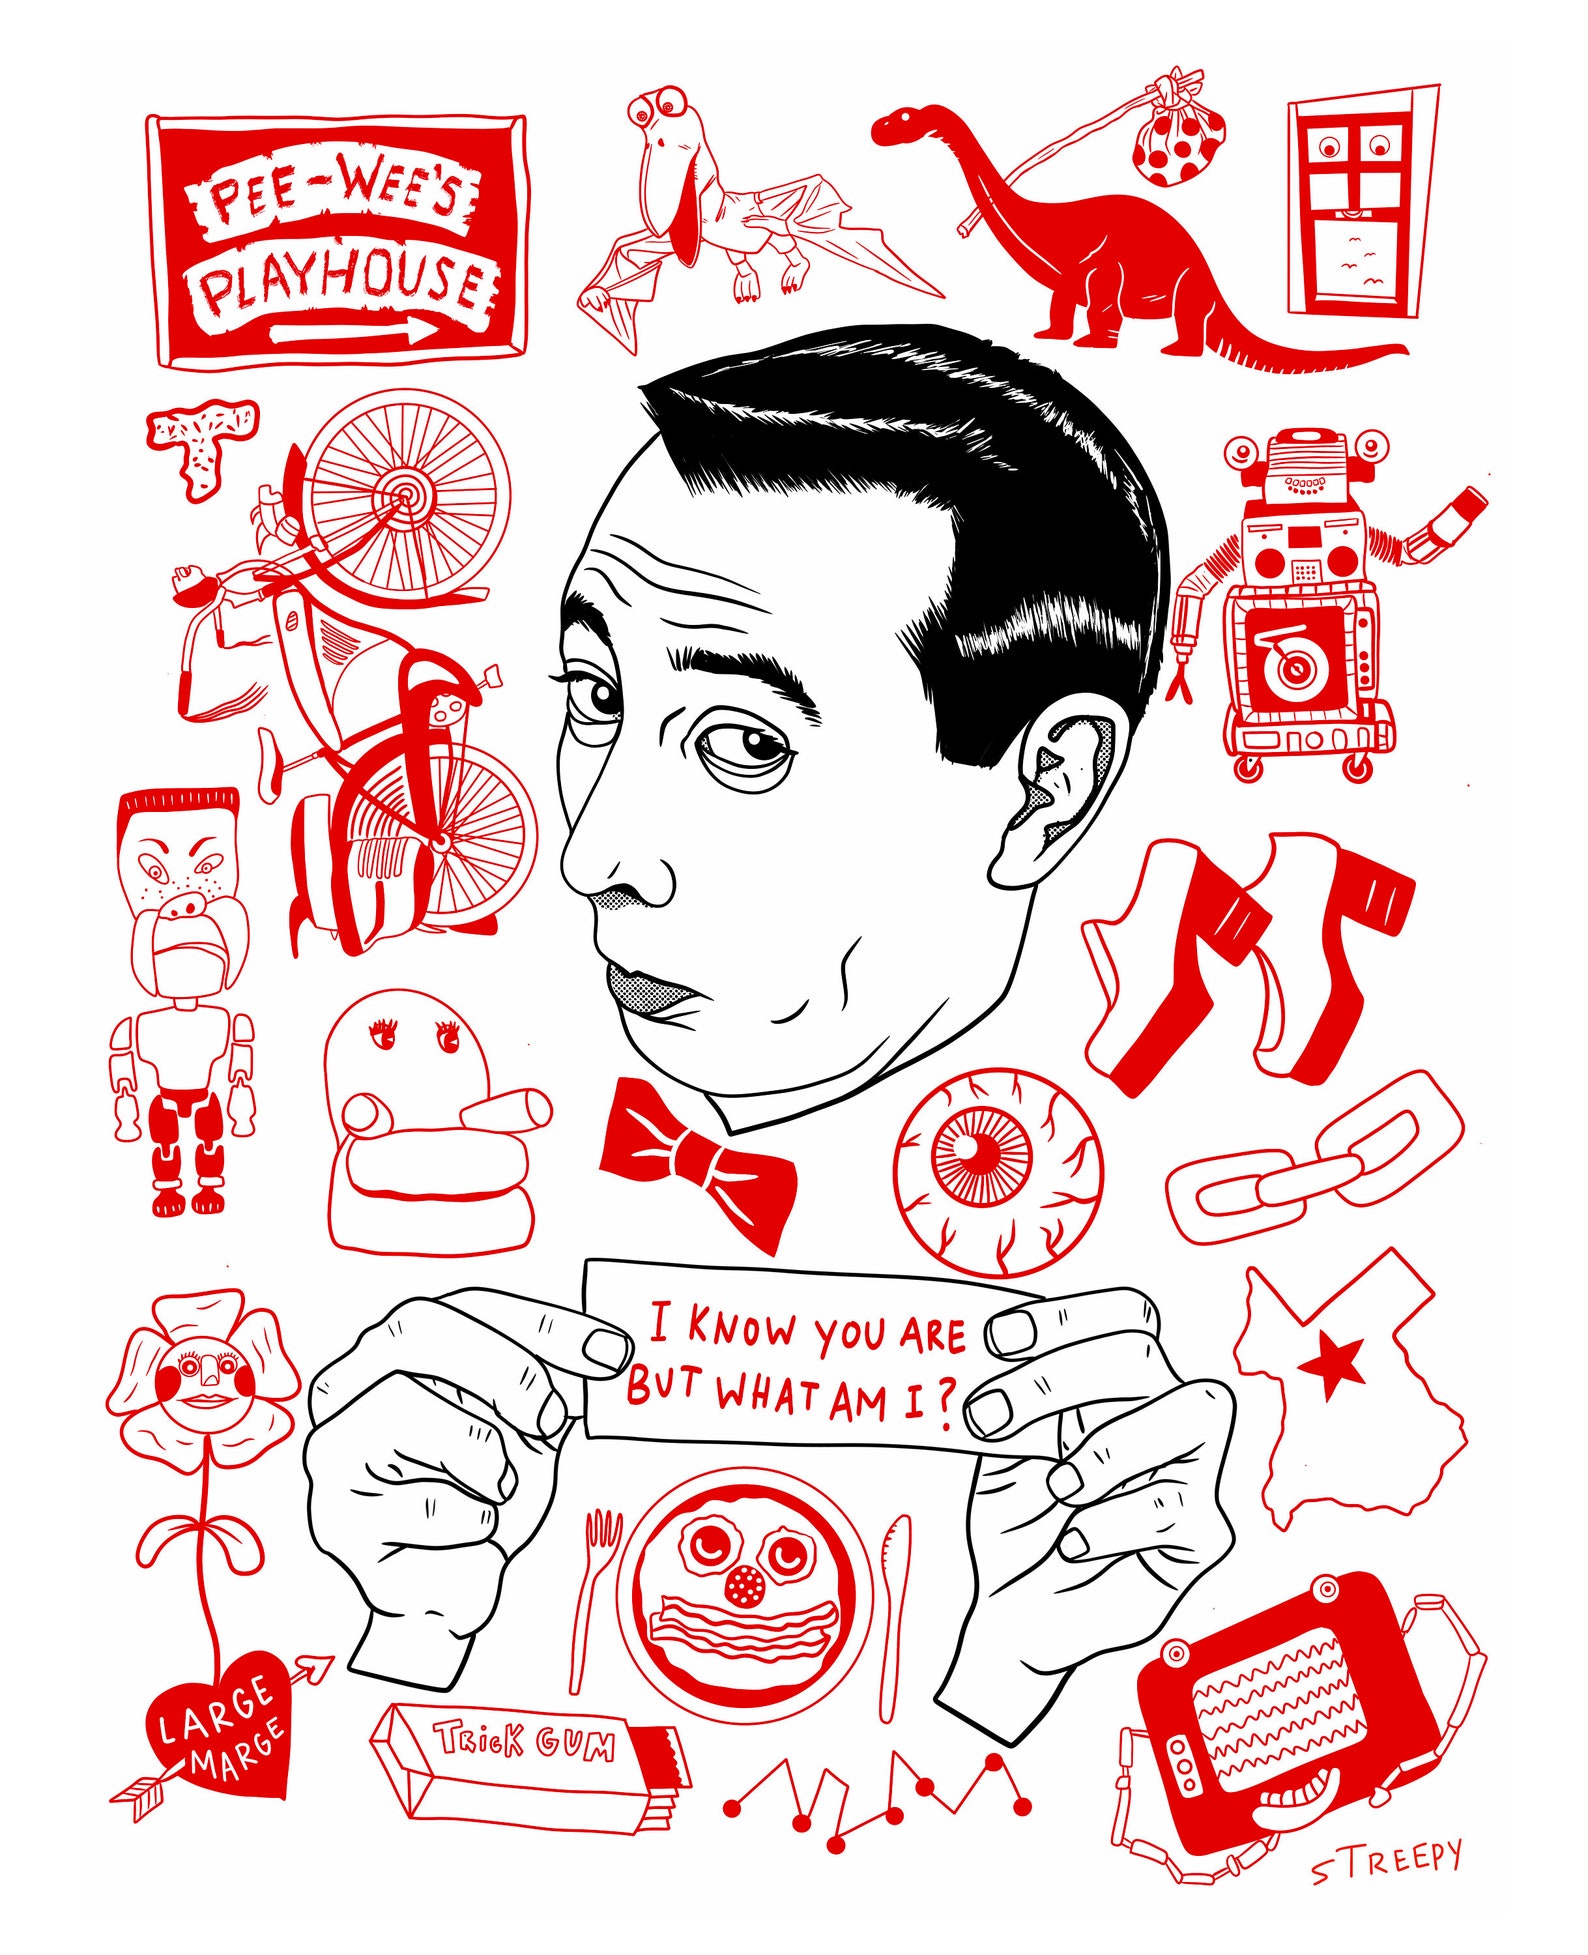 PEE-WEE'S
PLAYHOUSE
I KNOW YOU ARE
BUT WHAT AM I?
LARGE
MARGE
TRicK GUM
sTREEPY